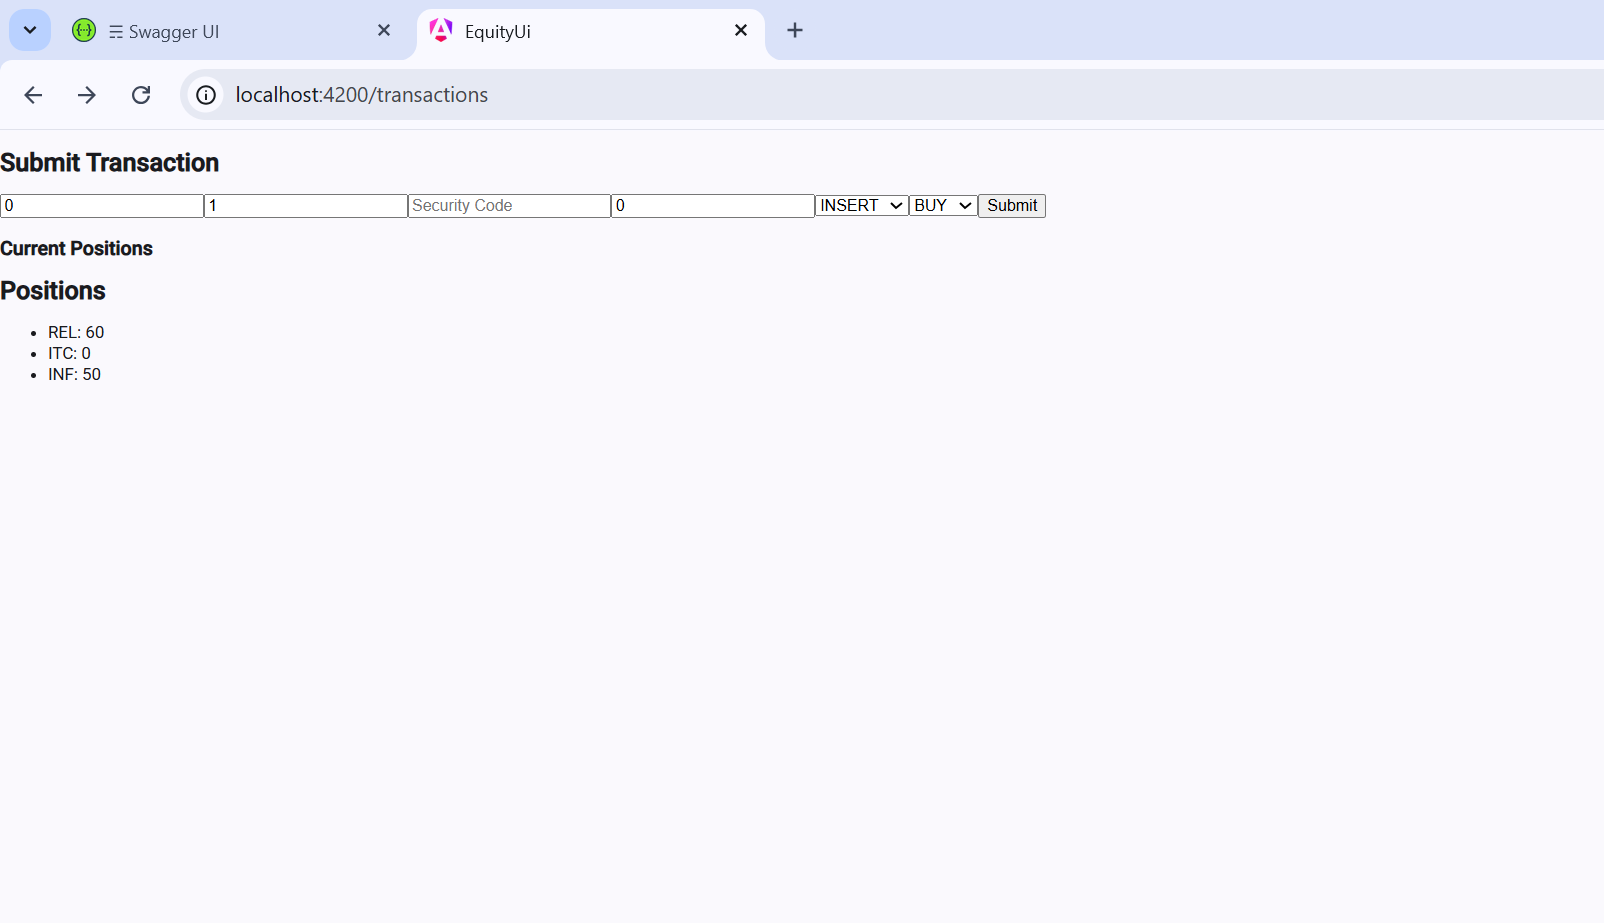 ☴ Swagger UI
EquityUi
localhost:4200/transactions
Submit Transaction
0 1 Security Code 0 INSERT BUY Submit
Current Positions
Positions
• REL: 60
• ITC: 0
• INF: 50